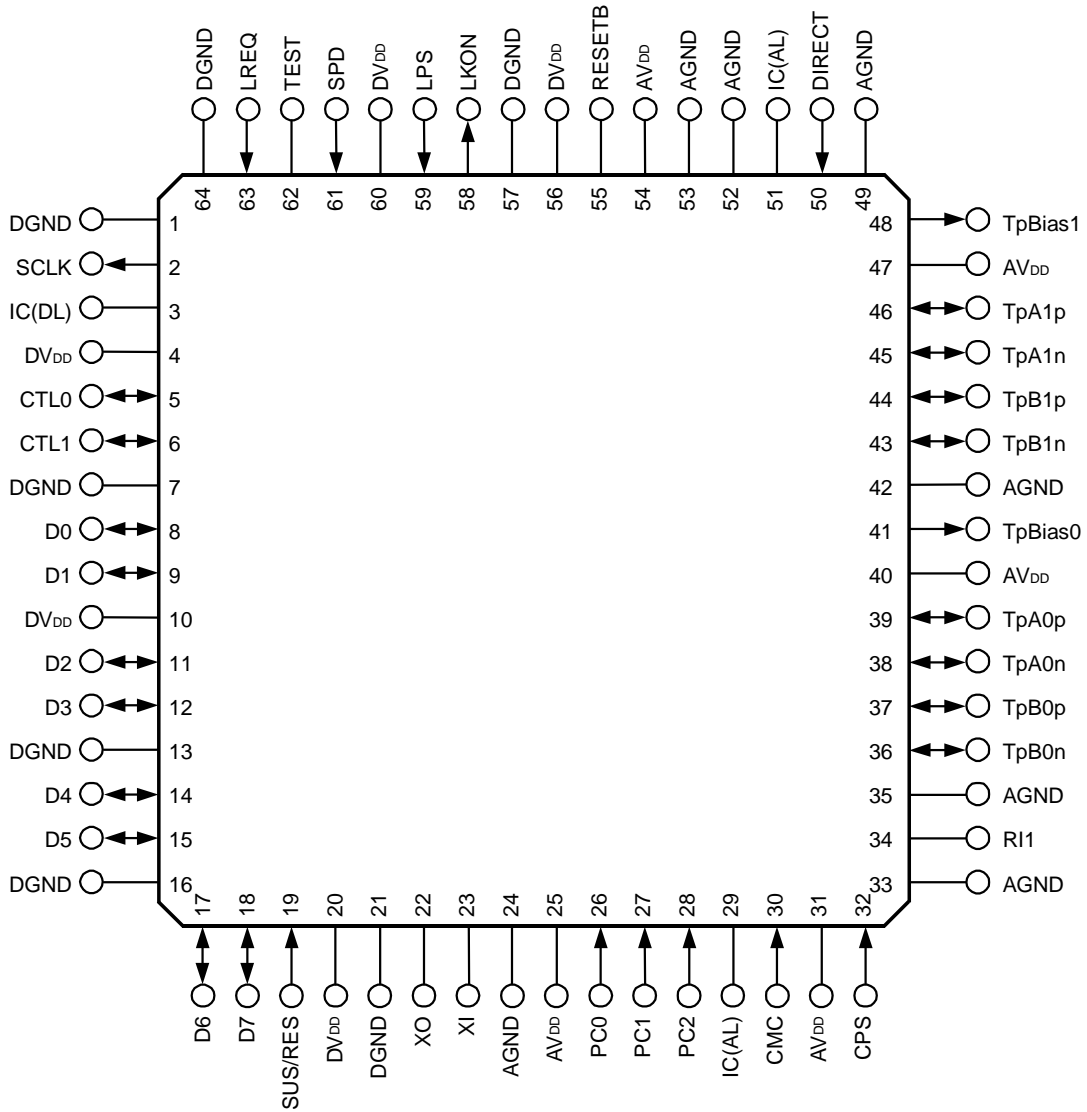 DGND
LREQ
TEST
SPD
DVDD
LPS
LKON
DGND
DVDD
RESETB
AVDD
AGND
AGND
IC(AL)
DIRECT
AGND
64
63
62
61
60
59
58
57
56
55
54
53
52
51
50
49
DGND 1
SCLK 2
IC(DL) 3
DVDD 4
CTL0 5
CTL1 6
DGND 7
D0 8
D1 9
DVDD 10
D2 11
D3 12
DGND 13
D4 14
D5 15
DGND 16
48 TpBias1
47 AVDD
46 TpA1p
45 TpA1n
44 TpB1p
43 TpB1n
42 AGND
41 TpBias0
40 AVDD
39 TpA0p
38 TpA0n
37 TpB0p
36 TpB0n
35 AGND
34 RI1
33 AGND
17
18
19
20
21
22
23
24
25
26
27
28
29
30
31
32
D6
D7
SUS/RES
DVDD
DGND
XO
XI
AGND
AVDD
PC0
PC1
PC2
IC(AL)
CMC
AVDD
CPS